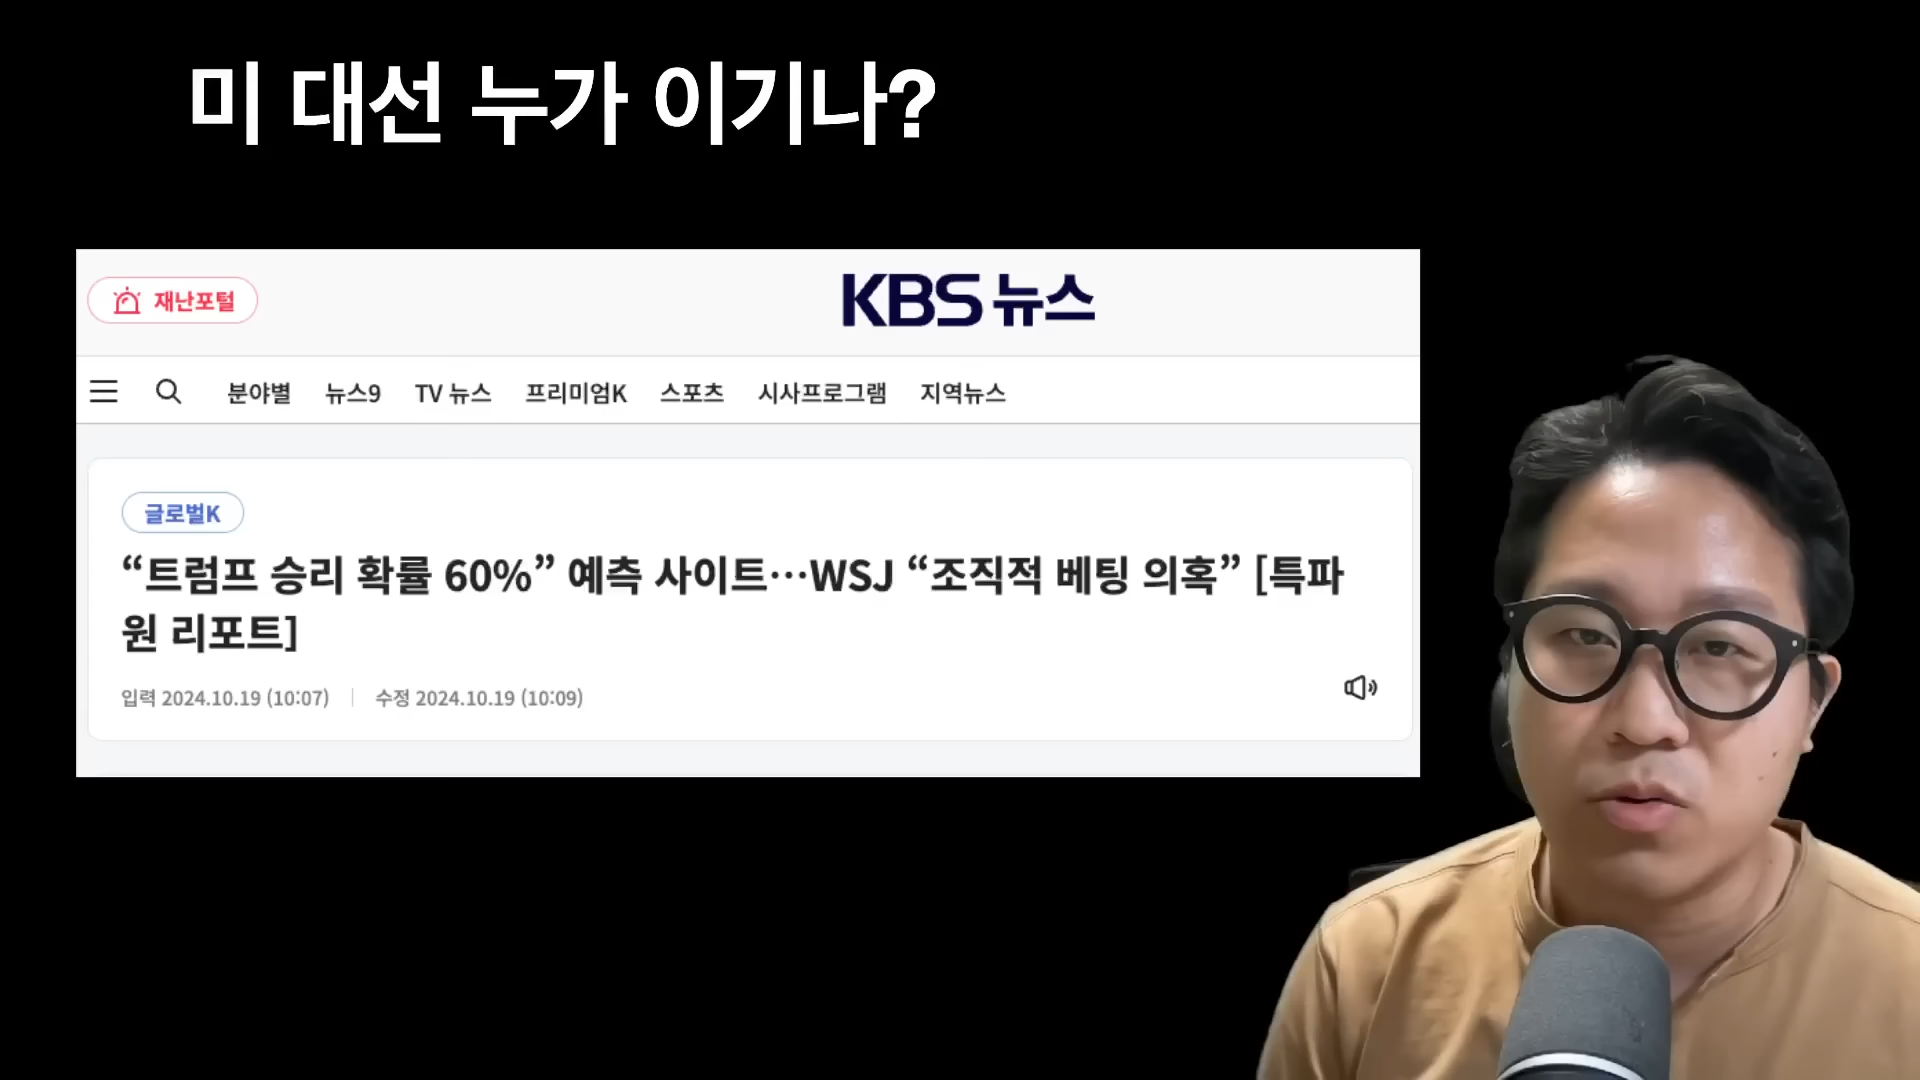 미 대선 누가 이기나?
재난포털
KBS 뉴스
분야별 뉴스9 TV 뉴스 프리미엄K 스포츠 시사프로그램 지역뉴스
글로벌K
“트럼프 승리 확률 60%” 예측 사이트…WSJ “조직적 베팅 의혹” [특파
원 리포트]
입력 2024.10.19 (10:07) | 수정 2024.10.19 (10:09)